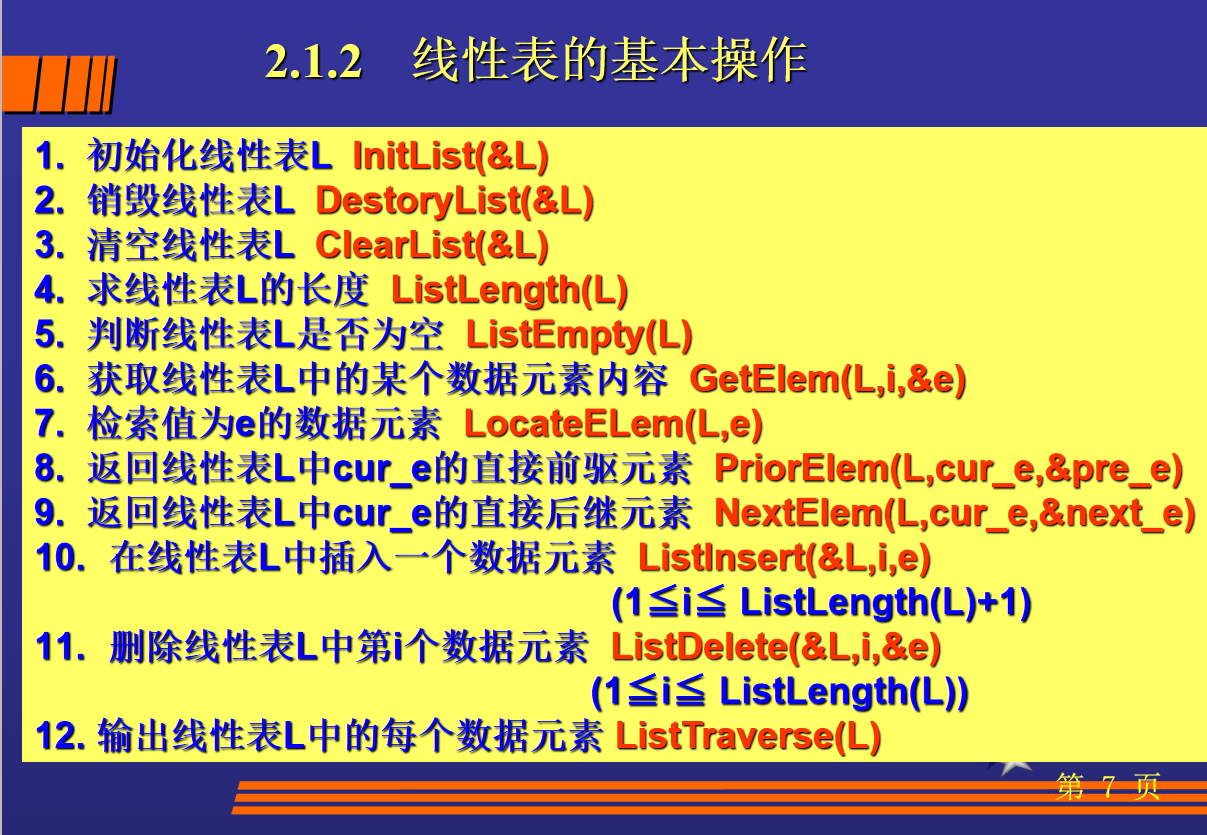 2.1.2 线性表的基本操作
1. 初始化线性表L InitList(&L)
2. 销毁线性表L DestoryList(&L)
3. 清空线性表L ClearList(&L)
4. 求线性表L的长度 ListLength(L)
5. 判断线性表L是否为空 ListEmpty(L)
6. 获取线性表L中的某个数据元素内容 GetElem(L,i,&e)
7. 检索值为e的数据元素 LocateELem(L,e)
8. 返回线性表L中cur_e的直接前驱元素 PriorElem(L,cur_e,&pre_e)
9. 返回线性表L中cur_e的直接后继元素 NextElem(L,cur_e,&next_e)
10. 在线性表L中插入一个数据元素 ListInsert(&L,i,e)
(1≦i≦ ListLength(L)+1)
11. 删除线性表L中第i个数据元素 ListDelete(&L,i,&e)
(1≦i≦ ListLength(L))
12. 输出线性表L中的每个数据元素 ListTraverse(L)
第 7 页